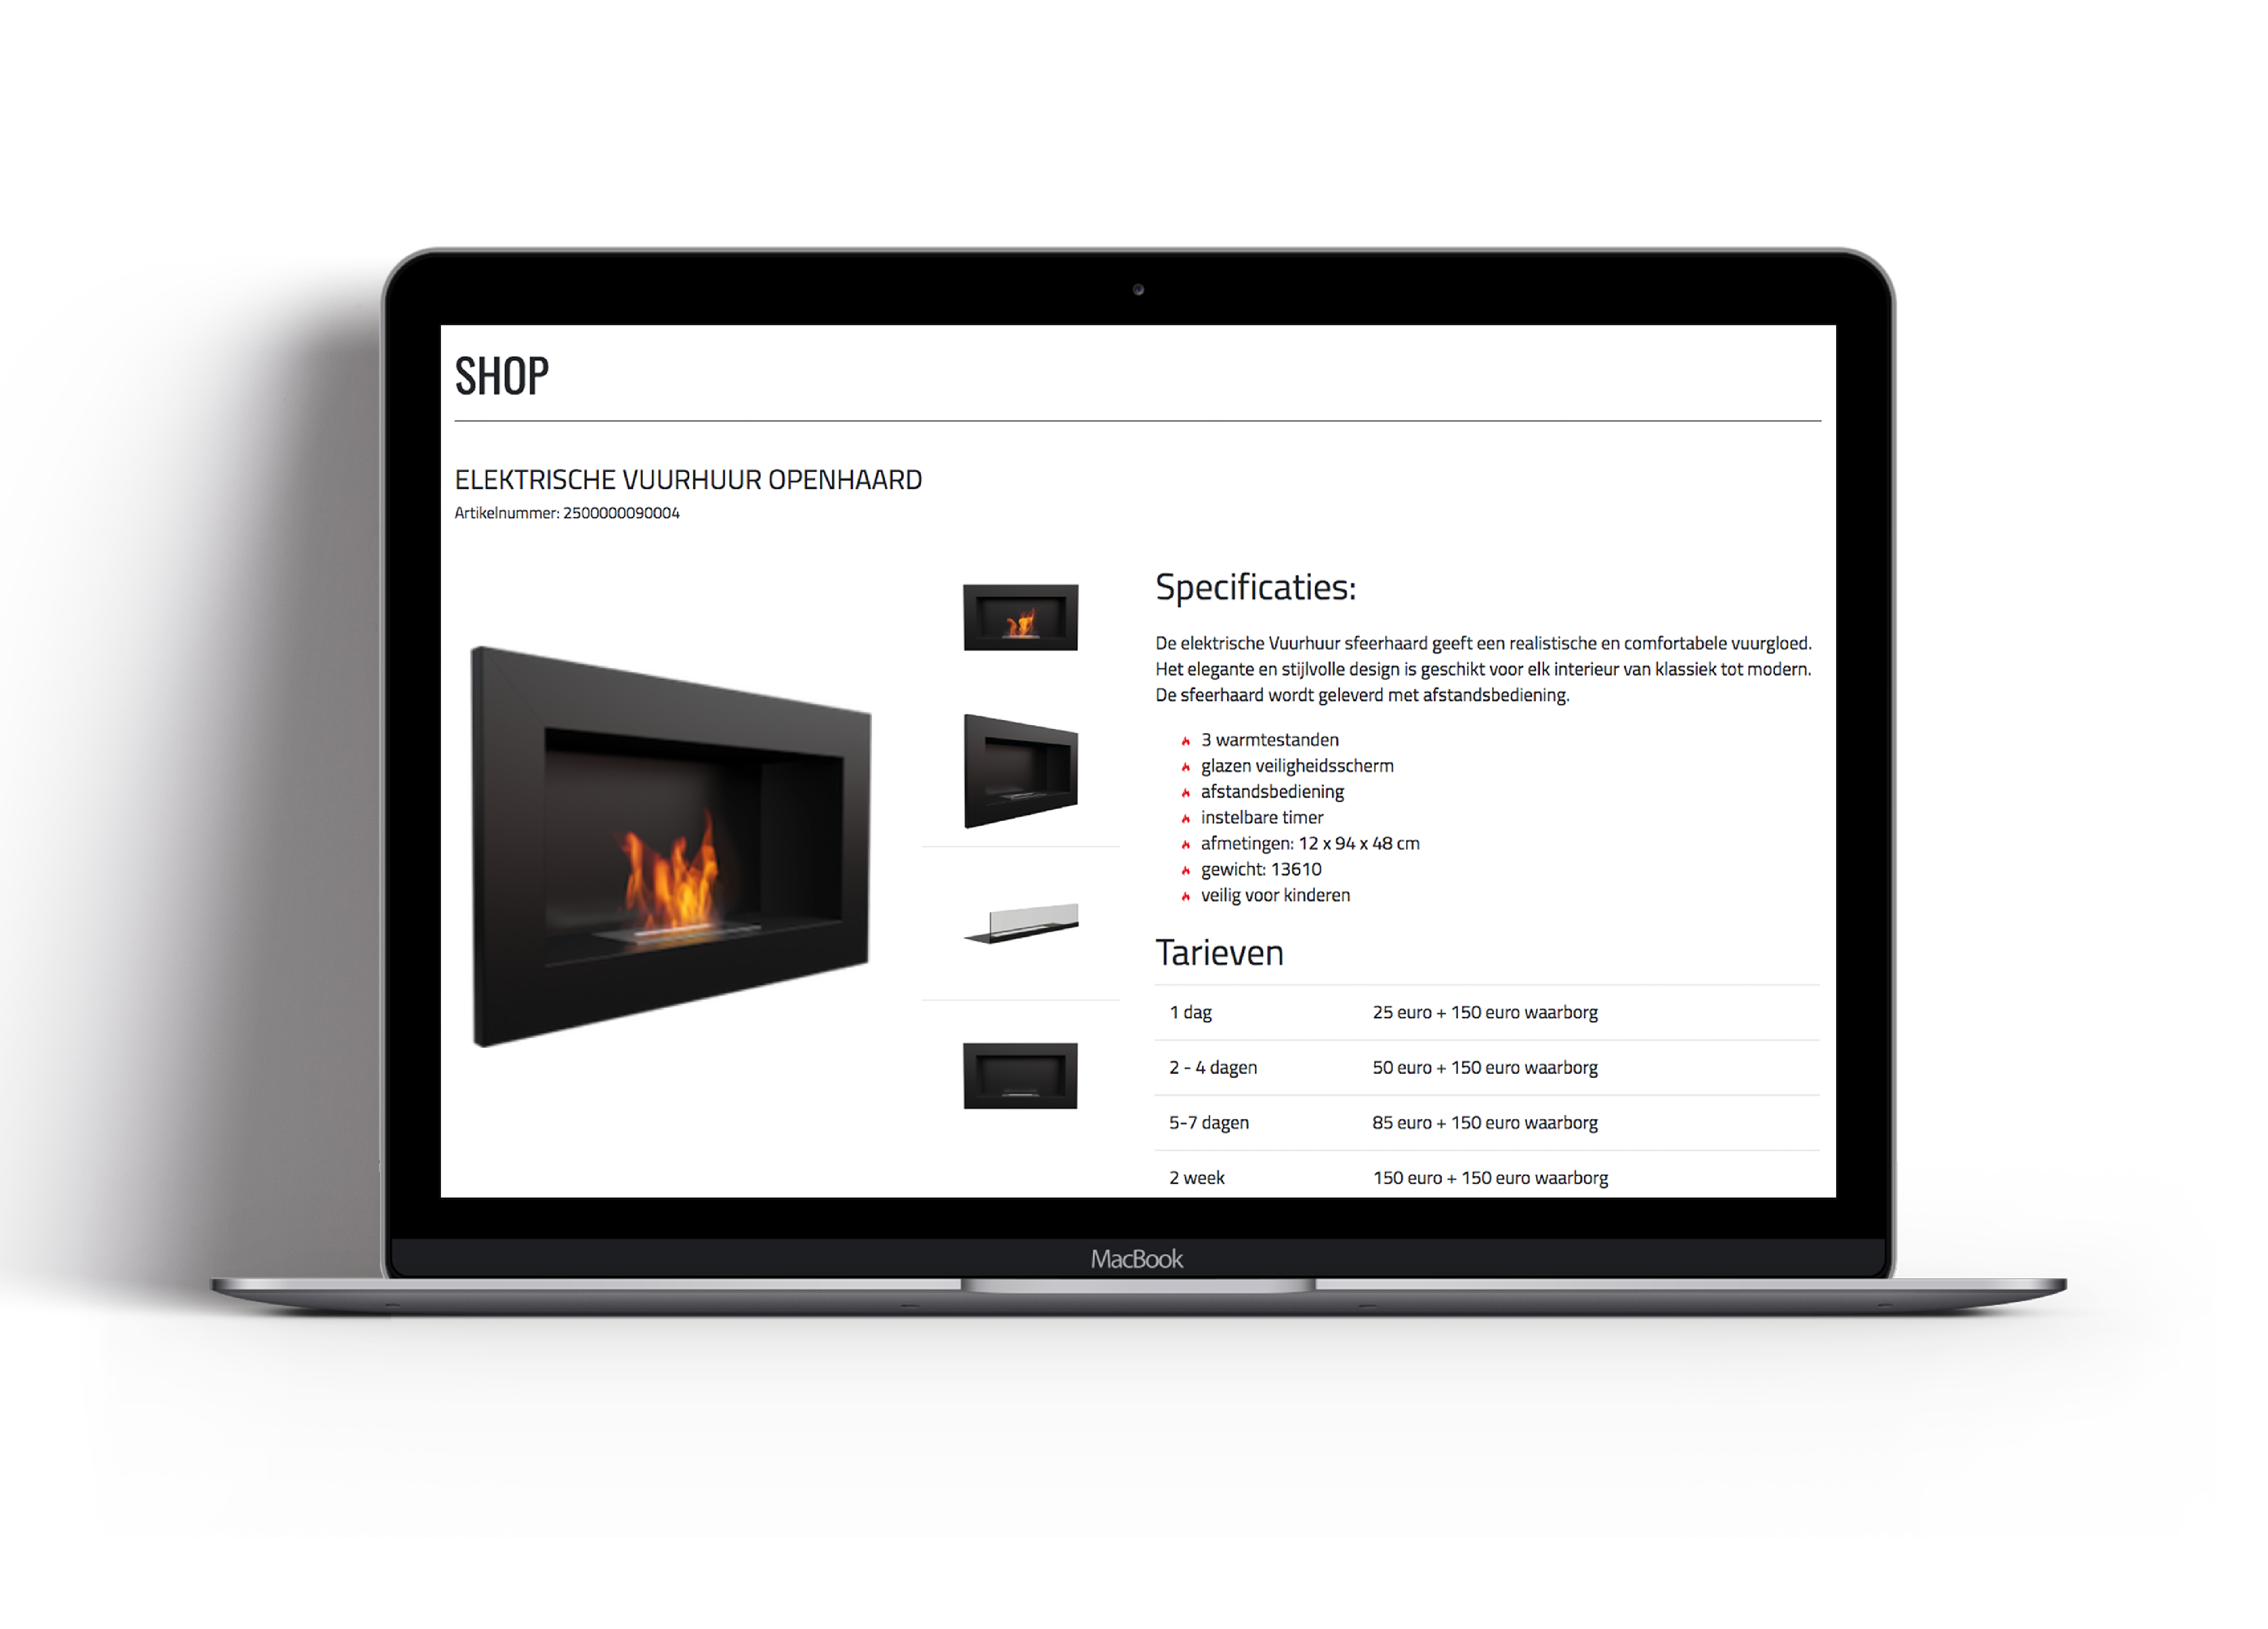 SHOP
ELEKTRISCHE VUURHUUR OPENHAARD
Artikelnummer: 2500000090004
Specificaties:
De elektrische Vuurhuur sfeerhaard geeft een realistische en comfortabele vuurgloed.
Het elegante en stijlvolle design is geschikt voor elk interieur van klassiek tot modern.
De sfeerhaard wordt geleverd met afstandsbediening.
3 warmtestanden
glazen veiligheidsscherm
afstandsbediening
instelbare timer
afmetingen: 12 x 94 x 48 cm
gewicht: 13610
veilig voor kinderen
Tarieven
1 dag 25 euro + 150 euro waarborg
2 - 4 dagen 50 euro + 150 euro waarborg
5-7 dagen 85 euro + 150 euro waarborg
2 week 150 euro + 150 euro waarborg
MacBook